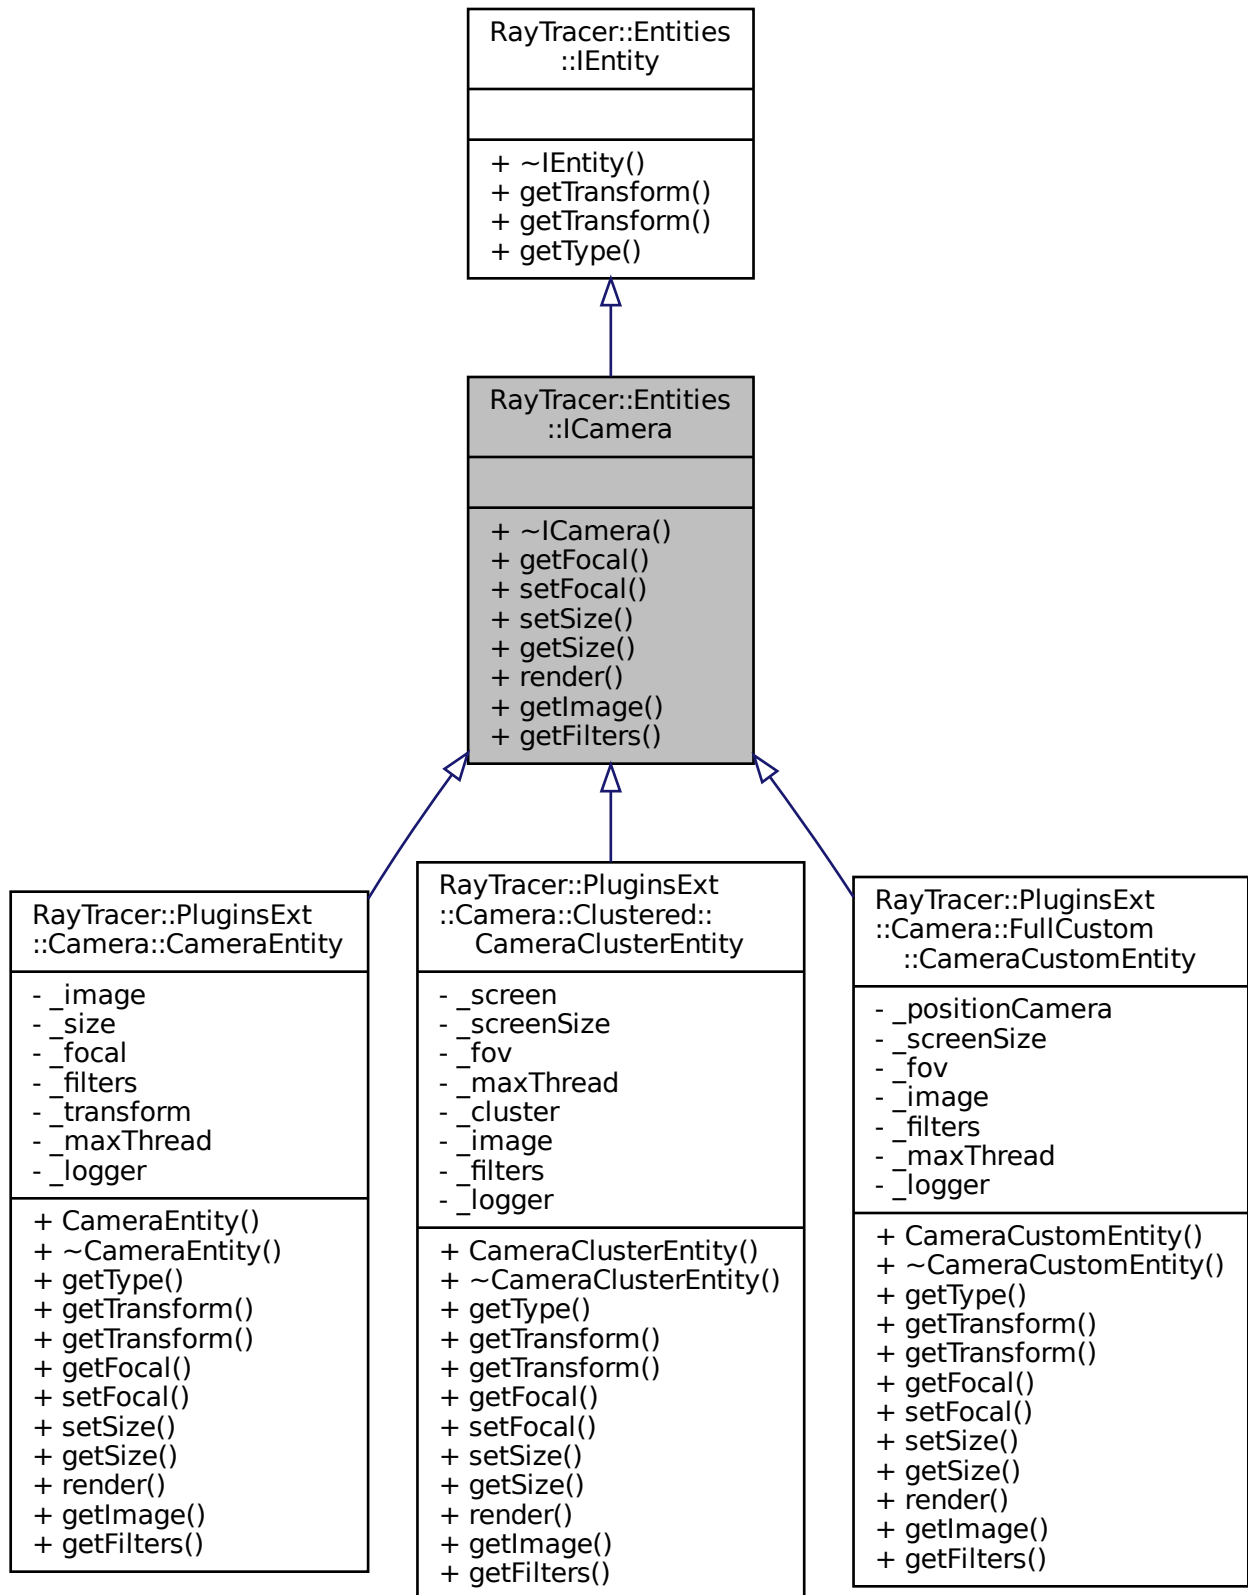 RayTracer::Entities
::IEntity
+ ~IEntity()
+ getTransform()
+ getTransform()
+ getType()
RayTracer::Entities
::ICamera
+ ~ICamera()
+ getFocal()
+ setFocal()
+ setSize()
+ getSize()
+ render()
+ getImage()
+ getFilters()
RayTracer::PluginsExt
::Camera::CameraEntity
- _image
- _size
- _focal
- _filters
- _transform
- _maxThread
- _logger
+ CameraEntity()
+ ~CameraEntity()
+ getType()
+ getTransform()
+ getTransform()
+ getFocal()
+ setFocal()
+ setSize()
+ getSize()
+ render()
+ getImage()
+ getFilters()
RayTracer::PluginsExt
::Camera::Clustered::
CameraClusterEntity
- _screen
- _screenSize
- _fov
- _maxThread
- _cluster
- _image
- _filters
- _logger
+ CameraClusterEntity()
+ ~CameraClusterEntity()
+ getType()
+ getTransform()
+ getTransform()
+ getFocal()
+ setFocal()
+ setSize()
+ getSize()
+ render()
+ getImage()
+ getFilters()
RayTracer::PluginsExt
::Camera::FullCustom
::CameraCustomEntity
- _positionCamera
- _screenSize
- _fov
- _image
- _filters
- _maxThread
- _logger
+ CameraCustomEntity()
+ ~CameraCustomEntity()
+ getType()
+ getTransform()
+ getTransform()
+ getFocal()
+ setFocal()
+ setSize()
+ getSize()
+ render()
+ getImage()
+ getFilters()